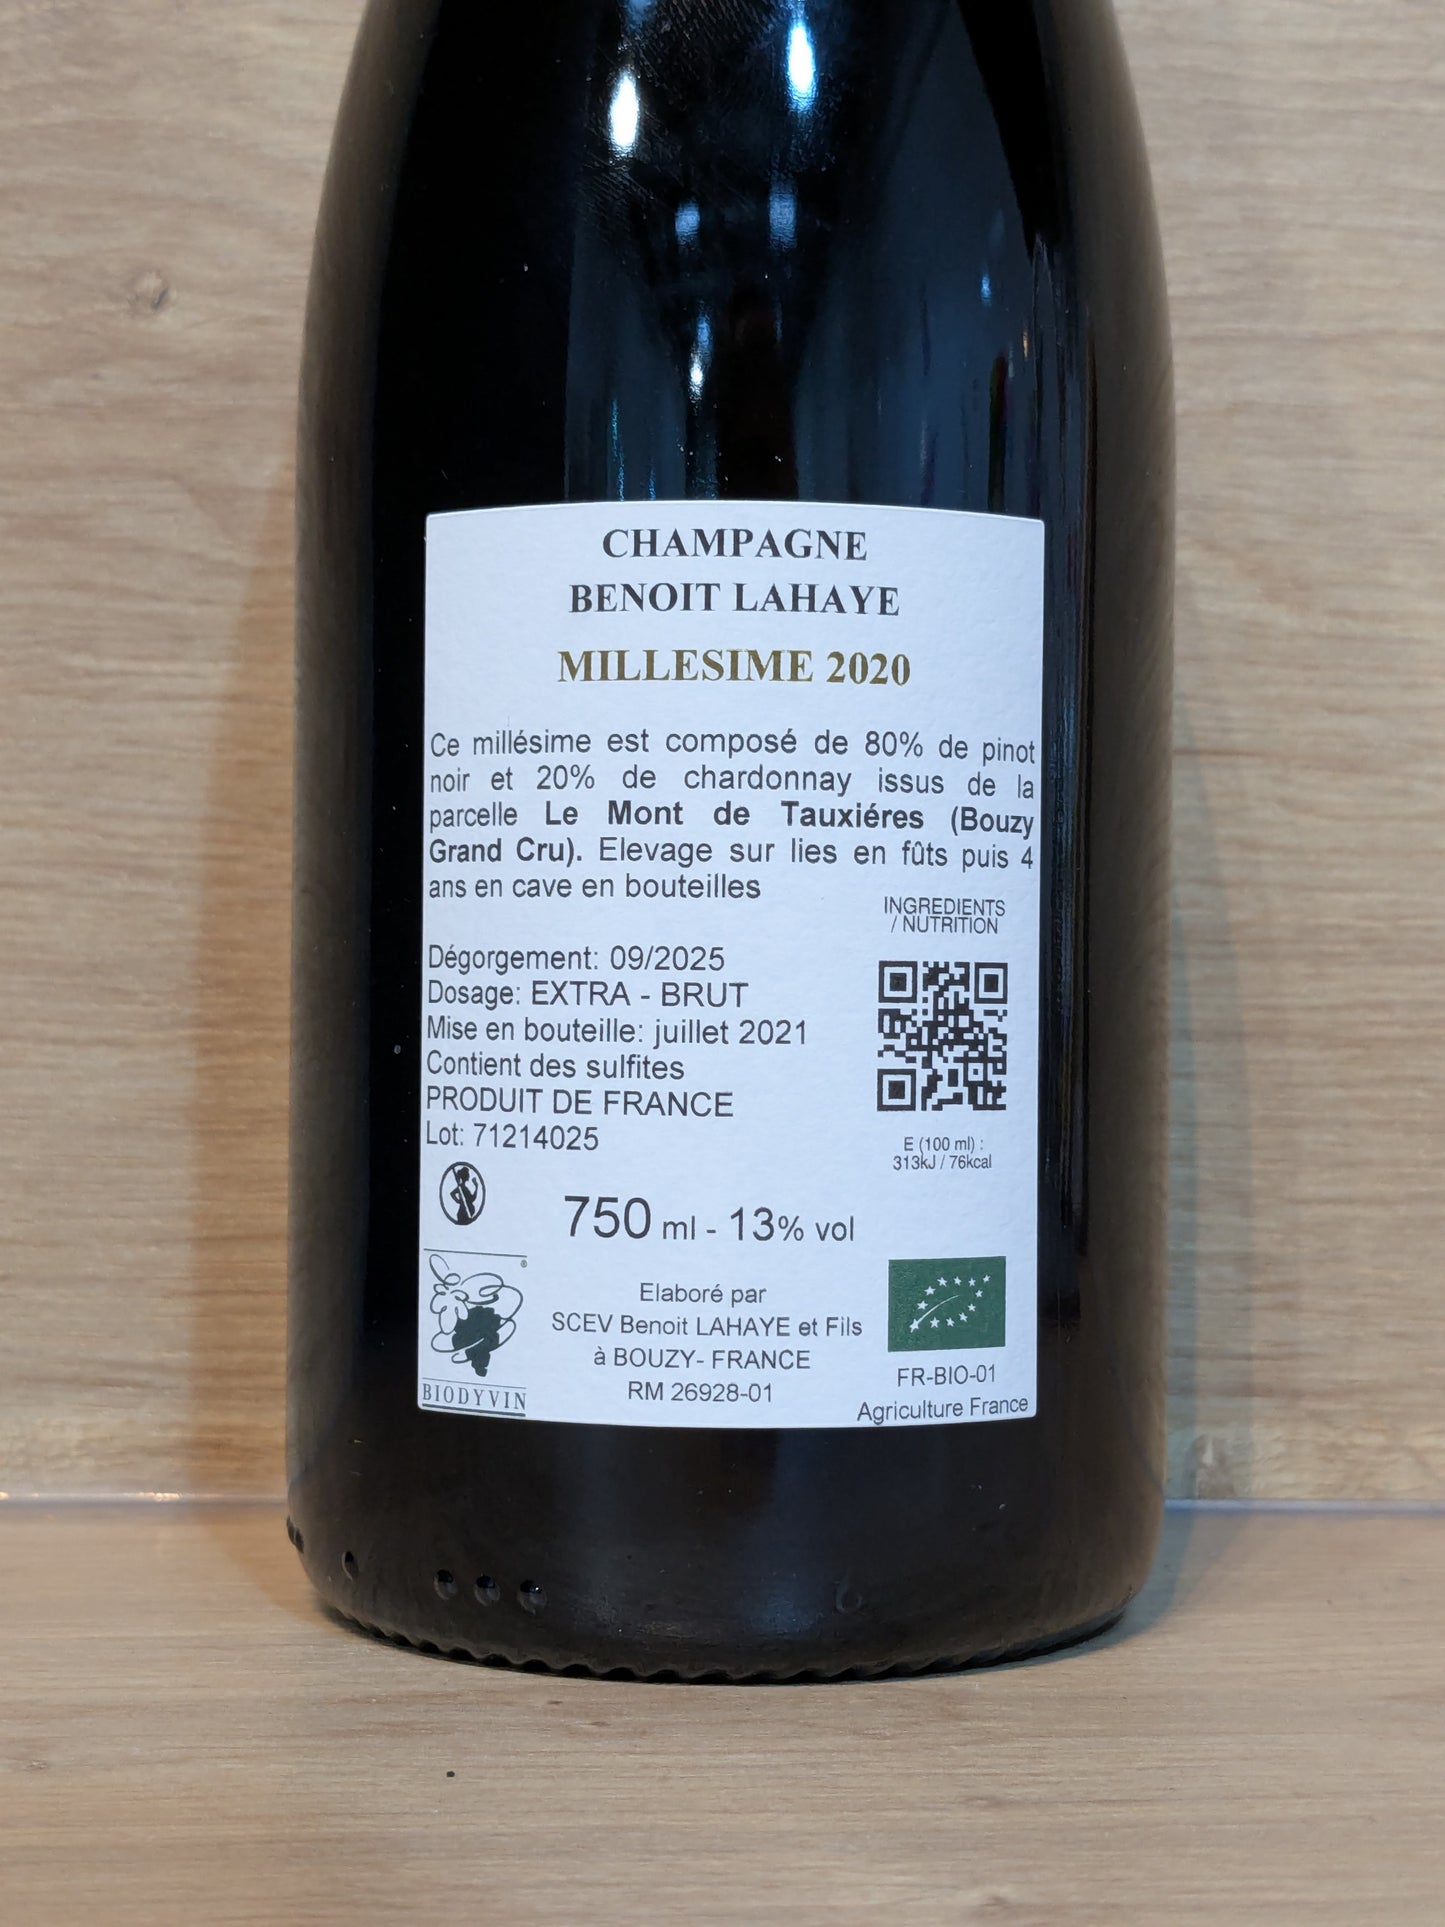 CHAMPAGNE
BENOIT LAHAYE
MILLESIME 2020
Ce millésime est composé de 80% de pinot
noir et 20% de chardonnay issus de la
parcelle Le Mont de Tauxiéres (Bouzy
Grand Cru). Elevage sur lies en fûts puis 4
ans en cave en bouteilles
INGREDIENTS
/ NUTRITION
Dégorgement: 09/2025
Dosage: EXTRA - BRUT
Mise en bouteille: juillet 2021
Contient des sulfites
PRODUIT DE FRANCE
Lot: 71214025
E (100 ml) :
313kJ / 76kcal
750 ml - 13% vol
®
BIODYVIN
Elaboré par
SCEV Benoit LAHAYE et Fils
à BOUZY- FRANCE
RM 26928-01
FR-BIO-01
Agriculture France